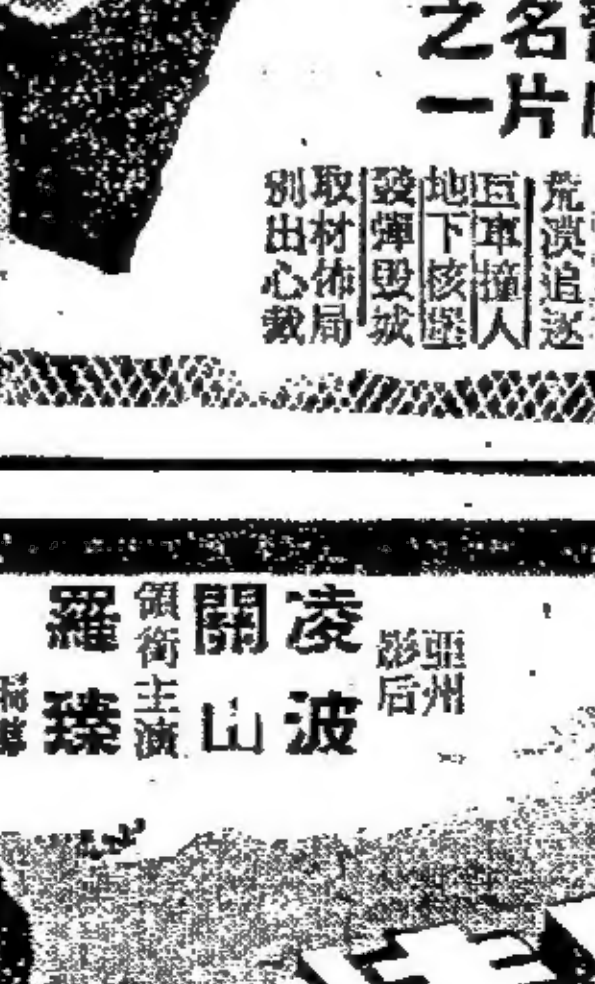 名片
之一
荒漠追逐
巨車撞人
地下核堡
發彈毀城
取材佈局
別出心裁
亞州
影后
凌波
關山
領銜主演
羅臻